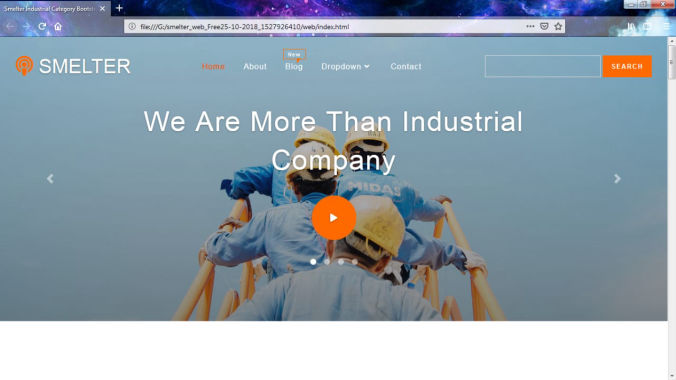 Smelter Industrial Category Bootst
file:///G:/smelter_web_Free25-10-2018_1527926410/web/index.html
New
SMELTER
Home
About
Blog
Dropdown
Contact
SEARCH
We Are More Than Industrial
Company
MIDAS